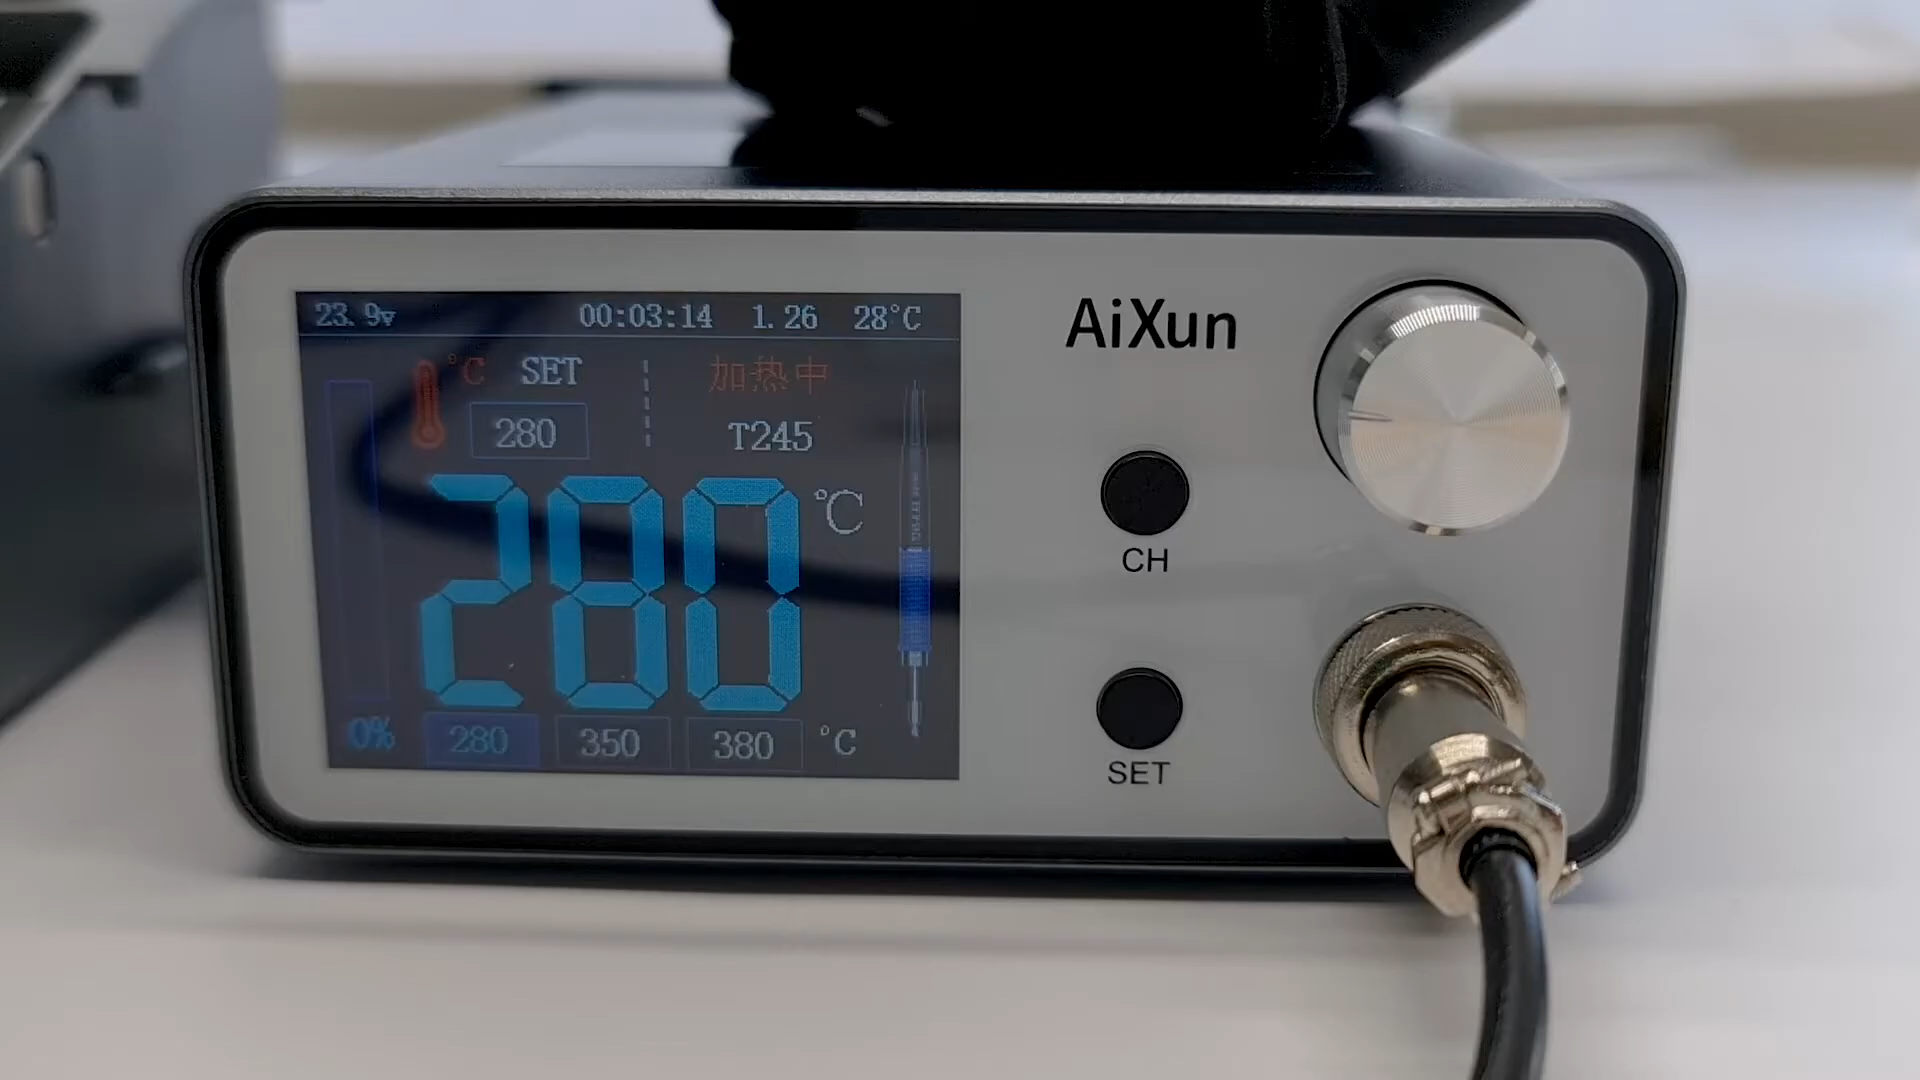 23.9v 00:03:14 1.26 28°C
°C SET 加热中
280 T245
280 °C
0% 280 350 380 °C
AiXun
CH
SET